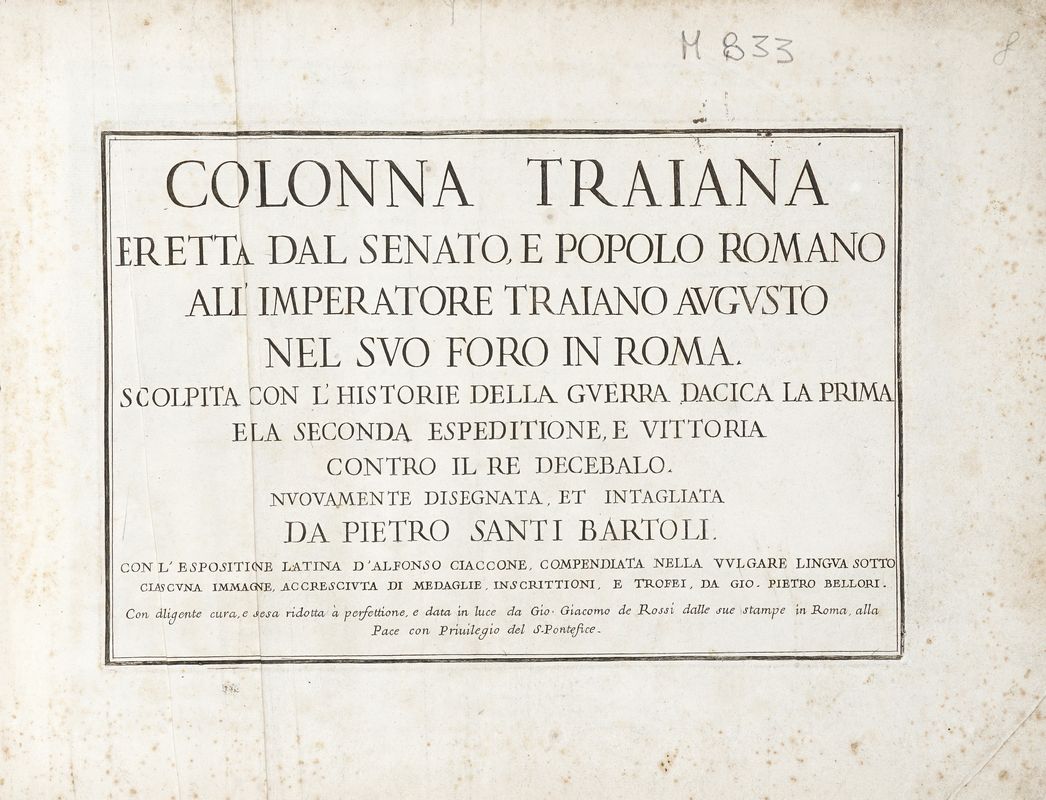 M 833
8
COLONNA TRAIANA
ERETTA DAL SENATO, E POPOLO ROMANO
ALL' IMPERATORE TRAIANO AVGVSTO
NEL SVO FORO IN ROMA.
SCOLPITA CON L'HISTORIE DELLA GVERRA DACICA LA PRIMA
E LA SECONDA ESPEDITIONE, E VITTORIA
CONTRO IL RE DECEBALO.
NVOVAMENTE DISEGNATA, ET INTAGLIATA
DA PIETRO SANTI BARTOLI.
CON L'ESPOSITINE LATINA D'ALFONSO CIACCONE, COMPENDIATA NELLA VVLGARE LINGVA SOTTO
CIASCVNA IMMAGNE, ACCRESCIVTA DI MEDAGLIE, INSCRITTIONI, E TROFEI, DA GIO. PIETRO BELLORI.
Con diligente cura, e sesa ridotta à perfettione, e data in luce da Gio. Giacomo de Rossi dalle sue stampe in Roma, alla
Pace con Priuilegio del S. Pontefice.